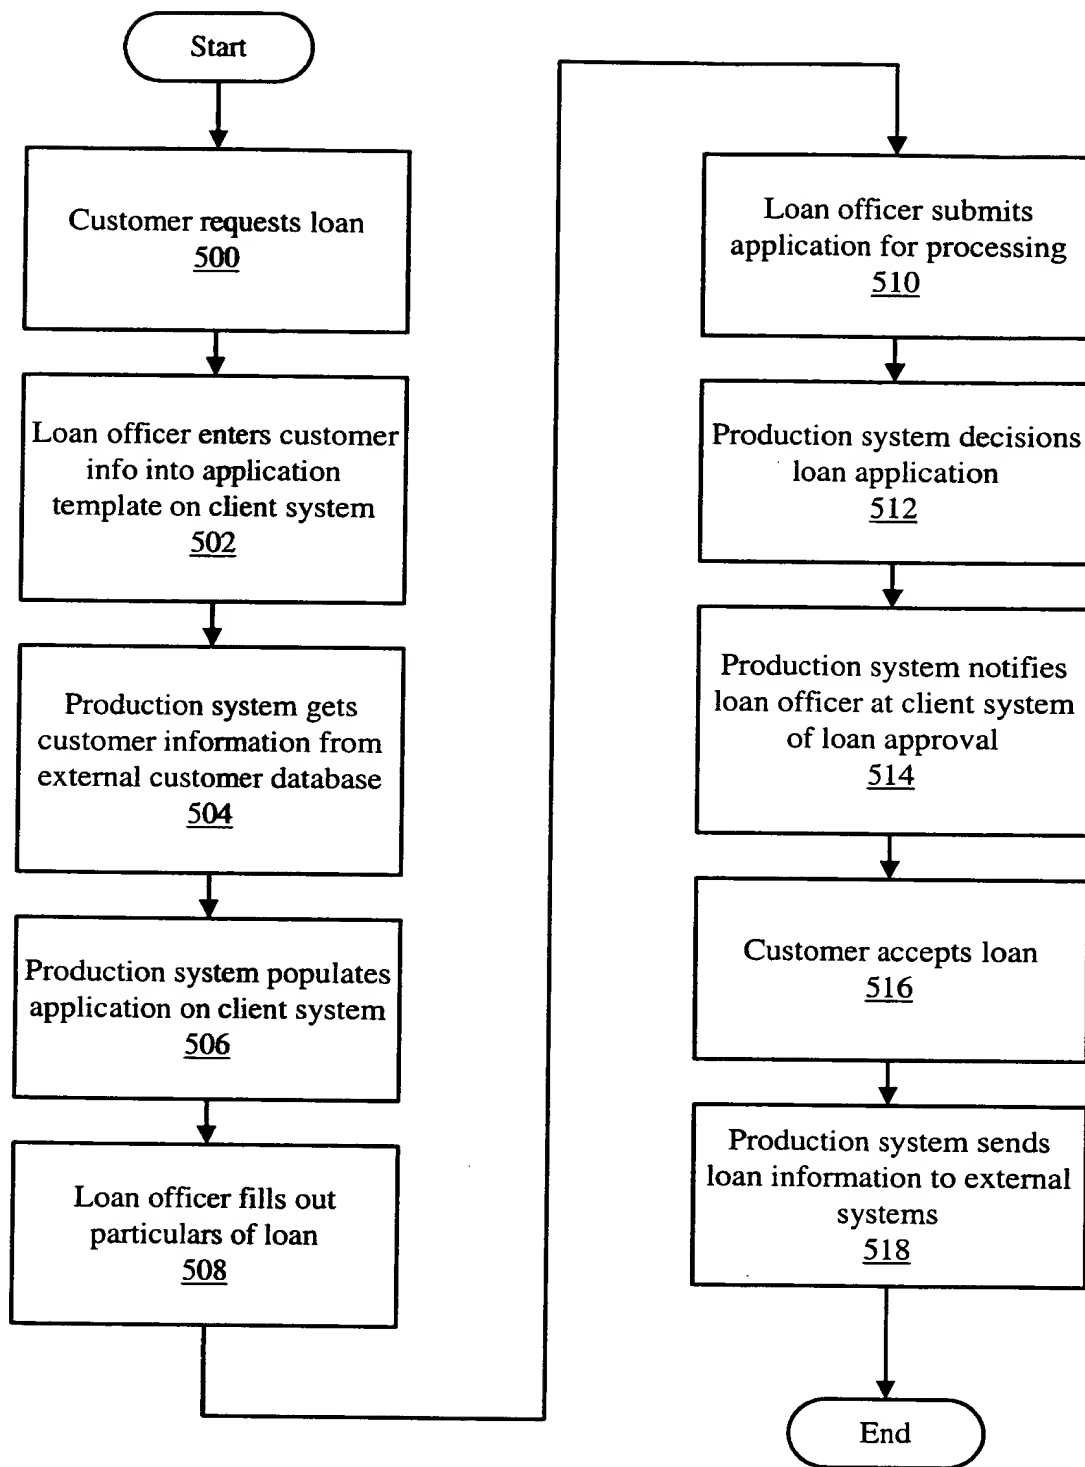 Start
Customer requests loan
500
Loan officer enters customer
info into application
template on client system
502
Production system gets
customer information from
external customer database
504
Production system populates
application on client system
506
Loan officer fills out
particulars of loan
508
Loan officer submits
application for processing
510
Production system decisions
loan application
512
Production system notifies
loan officer at client system
of loan approval
514
Customer accepts loan
516
Production system sends
loan information to external
systems
518
End